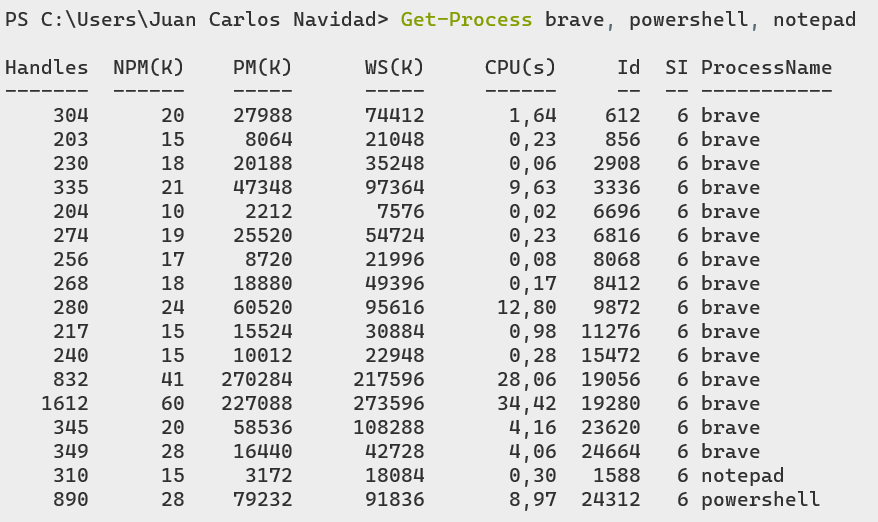 PS C:\Users\Juan Carlos Navidad> Get-Process brave, powershell, notepad
Handles  NPM(K)    PM(K)      WS(K)     CPU(s)     Id  SI ProcessName
-------  ------    -----      -----     ------     --  -- -----------
    304      20    27988      74412       1,64    612   6 brave
    203      15     8064      21048       0,23    856   6 brave
    230      18    20188      35248       0,06   2908   6 brave
    335      21    47348      97364       9,63   3336   6 brave
    204      10     2212       7576       0,02   6696   6 brave
    274      19    25520      54724       0,23   6816   6 brave
    256      17     8720      21996       0,08   8068   6 brave
    268      18    18880      49396       0,17   8412   6 brave
    280      24    60520      95616      12,80   9872   6 brave
    217      15    15524      30884       0,98  11276   6 brave
    240      15    10012      22948       0,28  15472   6 brave
    832      41   270284     217596      28,06  19056   6 brave
   1612      60   227088     273596      34,42  19280   6 brave
    345      20    58536     108288       4,16  23620   6 brave
    349      28    16440      42728       4,06  24664   6 brave
    310      15     3172      18084       0,30   1588   6 notepad
    890      28    79232      91836       8,97  24312   6 powershell